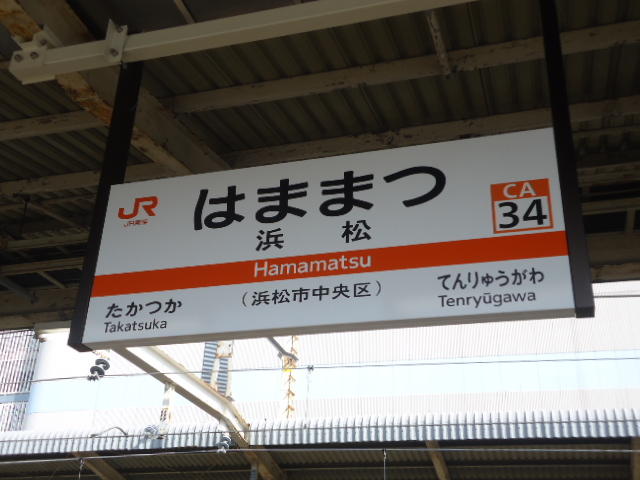 JR
JR東海
はままつ
CA
34
浜松
Hamamatsu
たかつか
Takatsuka
(浜松市中央区)
てんりゅうがわ
Tenryūgawa